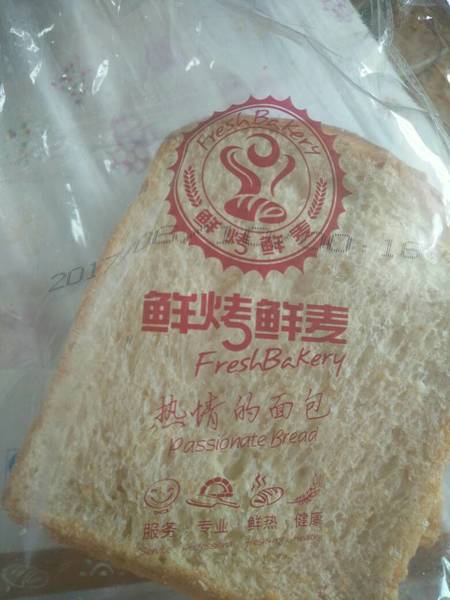 FreshBakery
鲜烤鲜麦
鲜烤鲜麦
FreshBakery
热情的面包
Passionate Bread
服务 专业 鲜热 健康